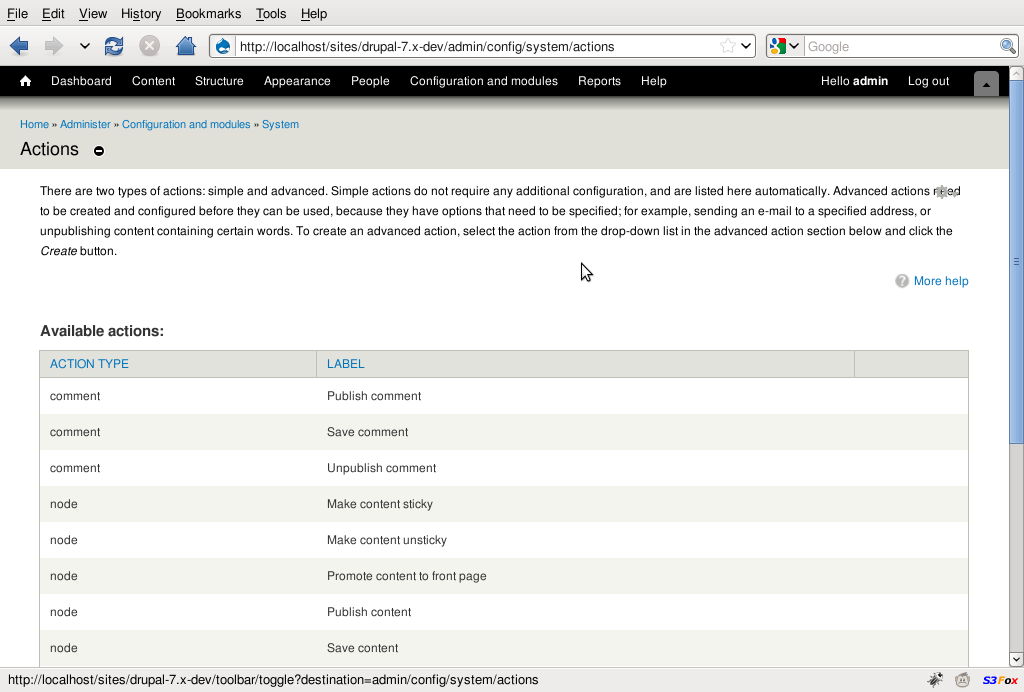 File Edit View History Bookmarks Tools Help
http://localhost/sites/drupal-7.x-dev/admin/config/system/actions
Google
Dashboard Content Structure Appearance People Configuration and modules Reports Help Hello admin Log out
Home » Administer » Configuration and modules » System
Actions
There are two types of actions: simple and advanced. Simple actions do not require any additional configuration, and are listed here automatically. Advanced actions need
to be created and configured before they can be used, because they have options that need to be specified; for example, sending an e-mail to a specified address, or
unpublishing content containing certain words. To create an advanced action, select the action from the drop-down list in the advanced action section below and click the
Create button.
More help
Available actions:
ACTION TYPE LABEL
comment Publish comment
comment Save comment
comment Unpublish comment
node Make content sticky
node Make content unsticky
node Promote content to front page
node Publish content
node Save content
http://localhost/sites/drupal-7.x-dev/toolbar/toggle?destination=admin/config/system/actions
S3Fox